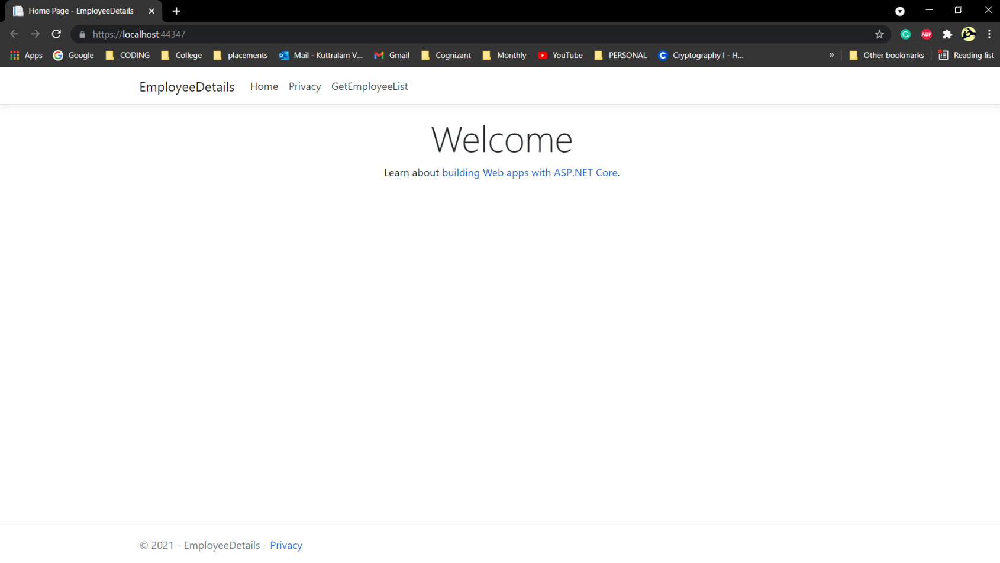 Home Page - EmployeeDetails
https://localhost:44347
Apps Google CODING College placements Mail - Kuttralam V... Gmail Cognizant Monthly YouTube PERSONAL Cryptography I - H... » Other bookmarks Reading list
EmployeeDetails Home Privacy GetEmployeeList
Welcome
Learn about building Web apps with ASP.NET Core.
© 2021 - EmployeeDetails - Privacy